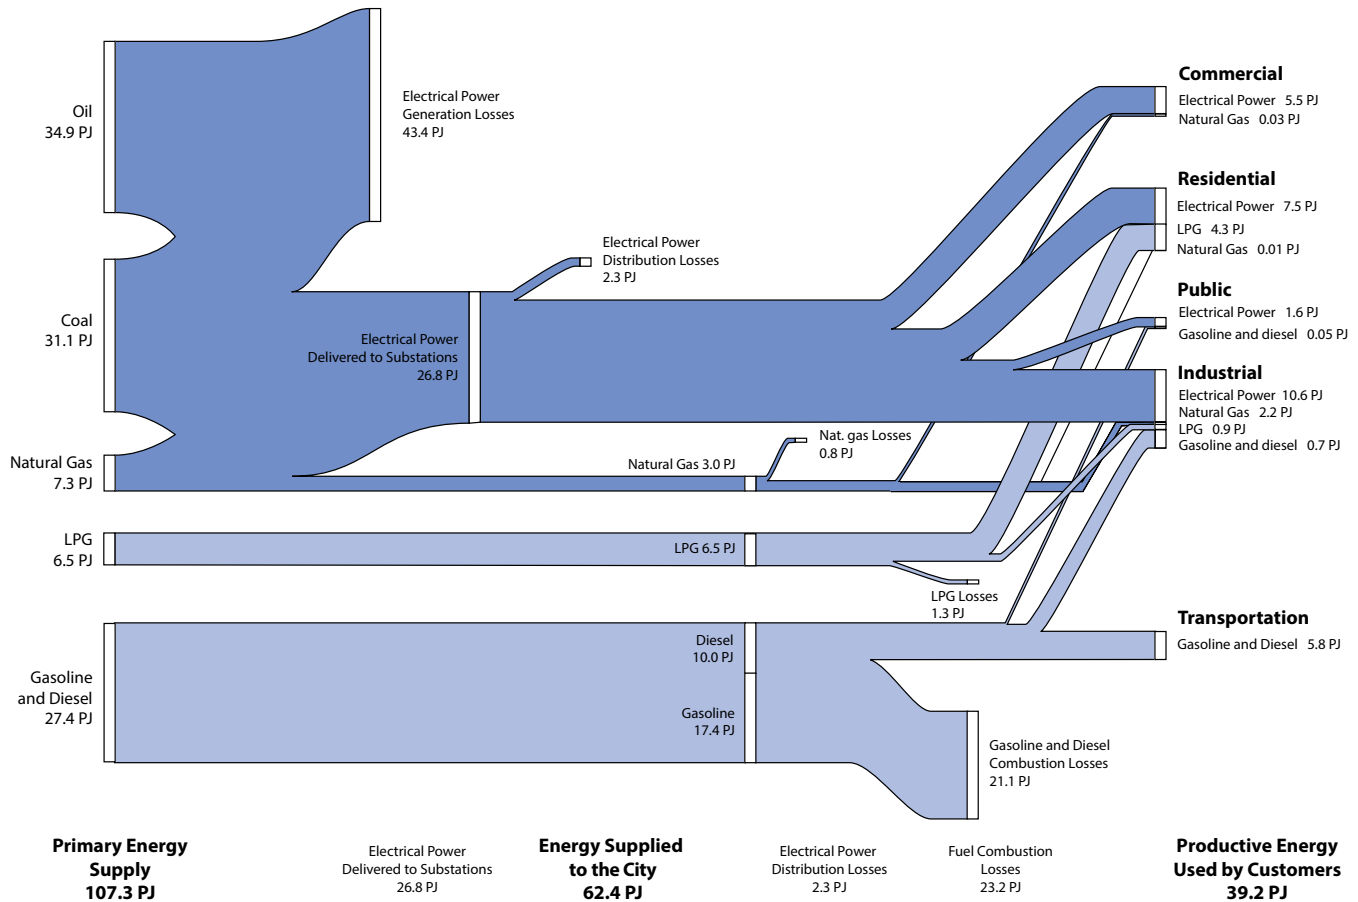 Oil
34.9 PJ
Coal
31.1 PJ
Natural Gas
7.3 PJ
LPG
6.5 PJ
Gasoline
and Diesel
27.4 PJ
Electrical Power
Generation Losses
43.4 PJ
Electrical Power
Distribution Losses
2.3 PJ
Electrical Power
Delivered to Substations
26.8 PJ
Nat. gas Losses
0.8 PJ
Natural Gas 3.0 PJ
LPG 6.5 PJ
LPG Losses
1.3 PJ
Diesel
10.0 PJ
Gasoline
17.4 PJ
Gasoline and Diesel
Combustion Losses
21.1 PJ
Commercial
Electrical Power 5.5 PJ
Natural Gas 0.03 PJ
Residential
Electrical Power 7.5 PJ
LPG 4.3 PJ
Natural Gas 0.01 PJ
Public
Electrical Power 1.6 PJ
Gasoline and diesel 0.05 PJ
Industrial
Electrical Power 10.6 PJ
Natural Gas 2.2 PJ
LPG 0.9 PJ
Gasoline and diesel 0.7 PJ
Transportation
Gasoline and Diesel 5.8 PJ
Primary Energy
Supply
107.3 PJ
Electrical Power
Delivered to Substations
26.8 PJ
Energy Supplied
to the City
62.4 PJ
Electrical Power
Distribution Losses
2.3 PJ
Fuel Combustion
Losses
23.2 PJ
Productive Energy
Used by Customers
39.2 PJ